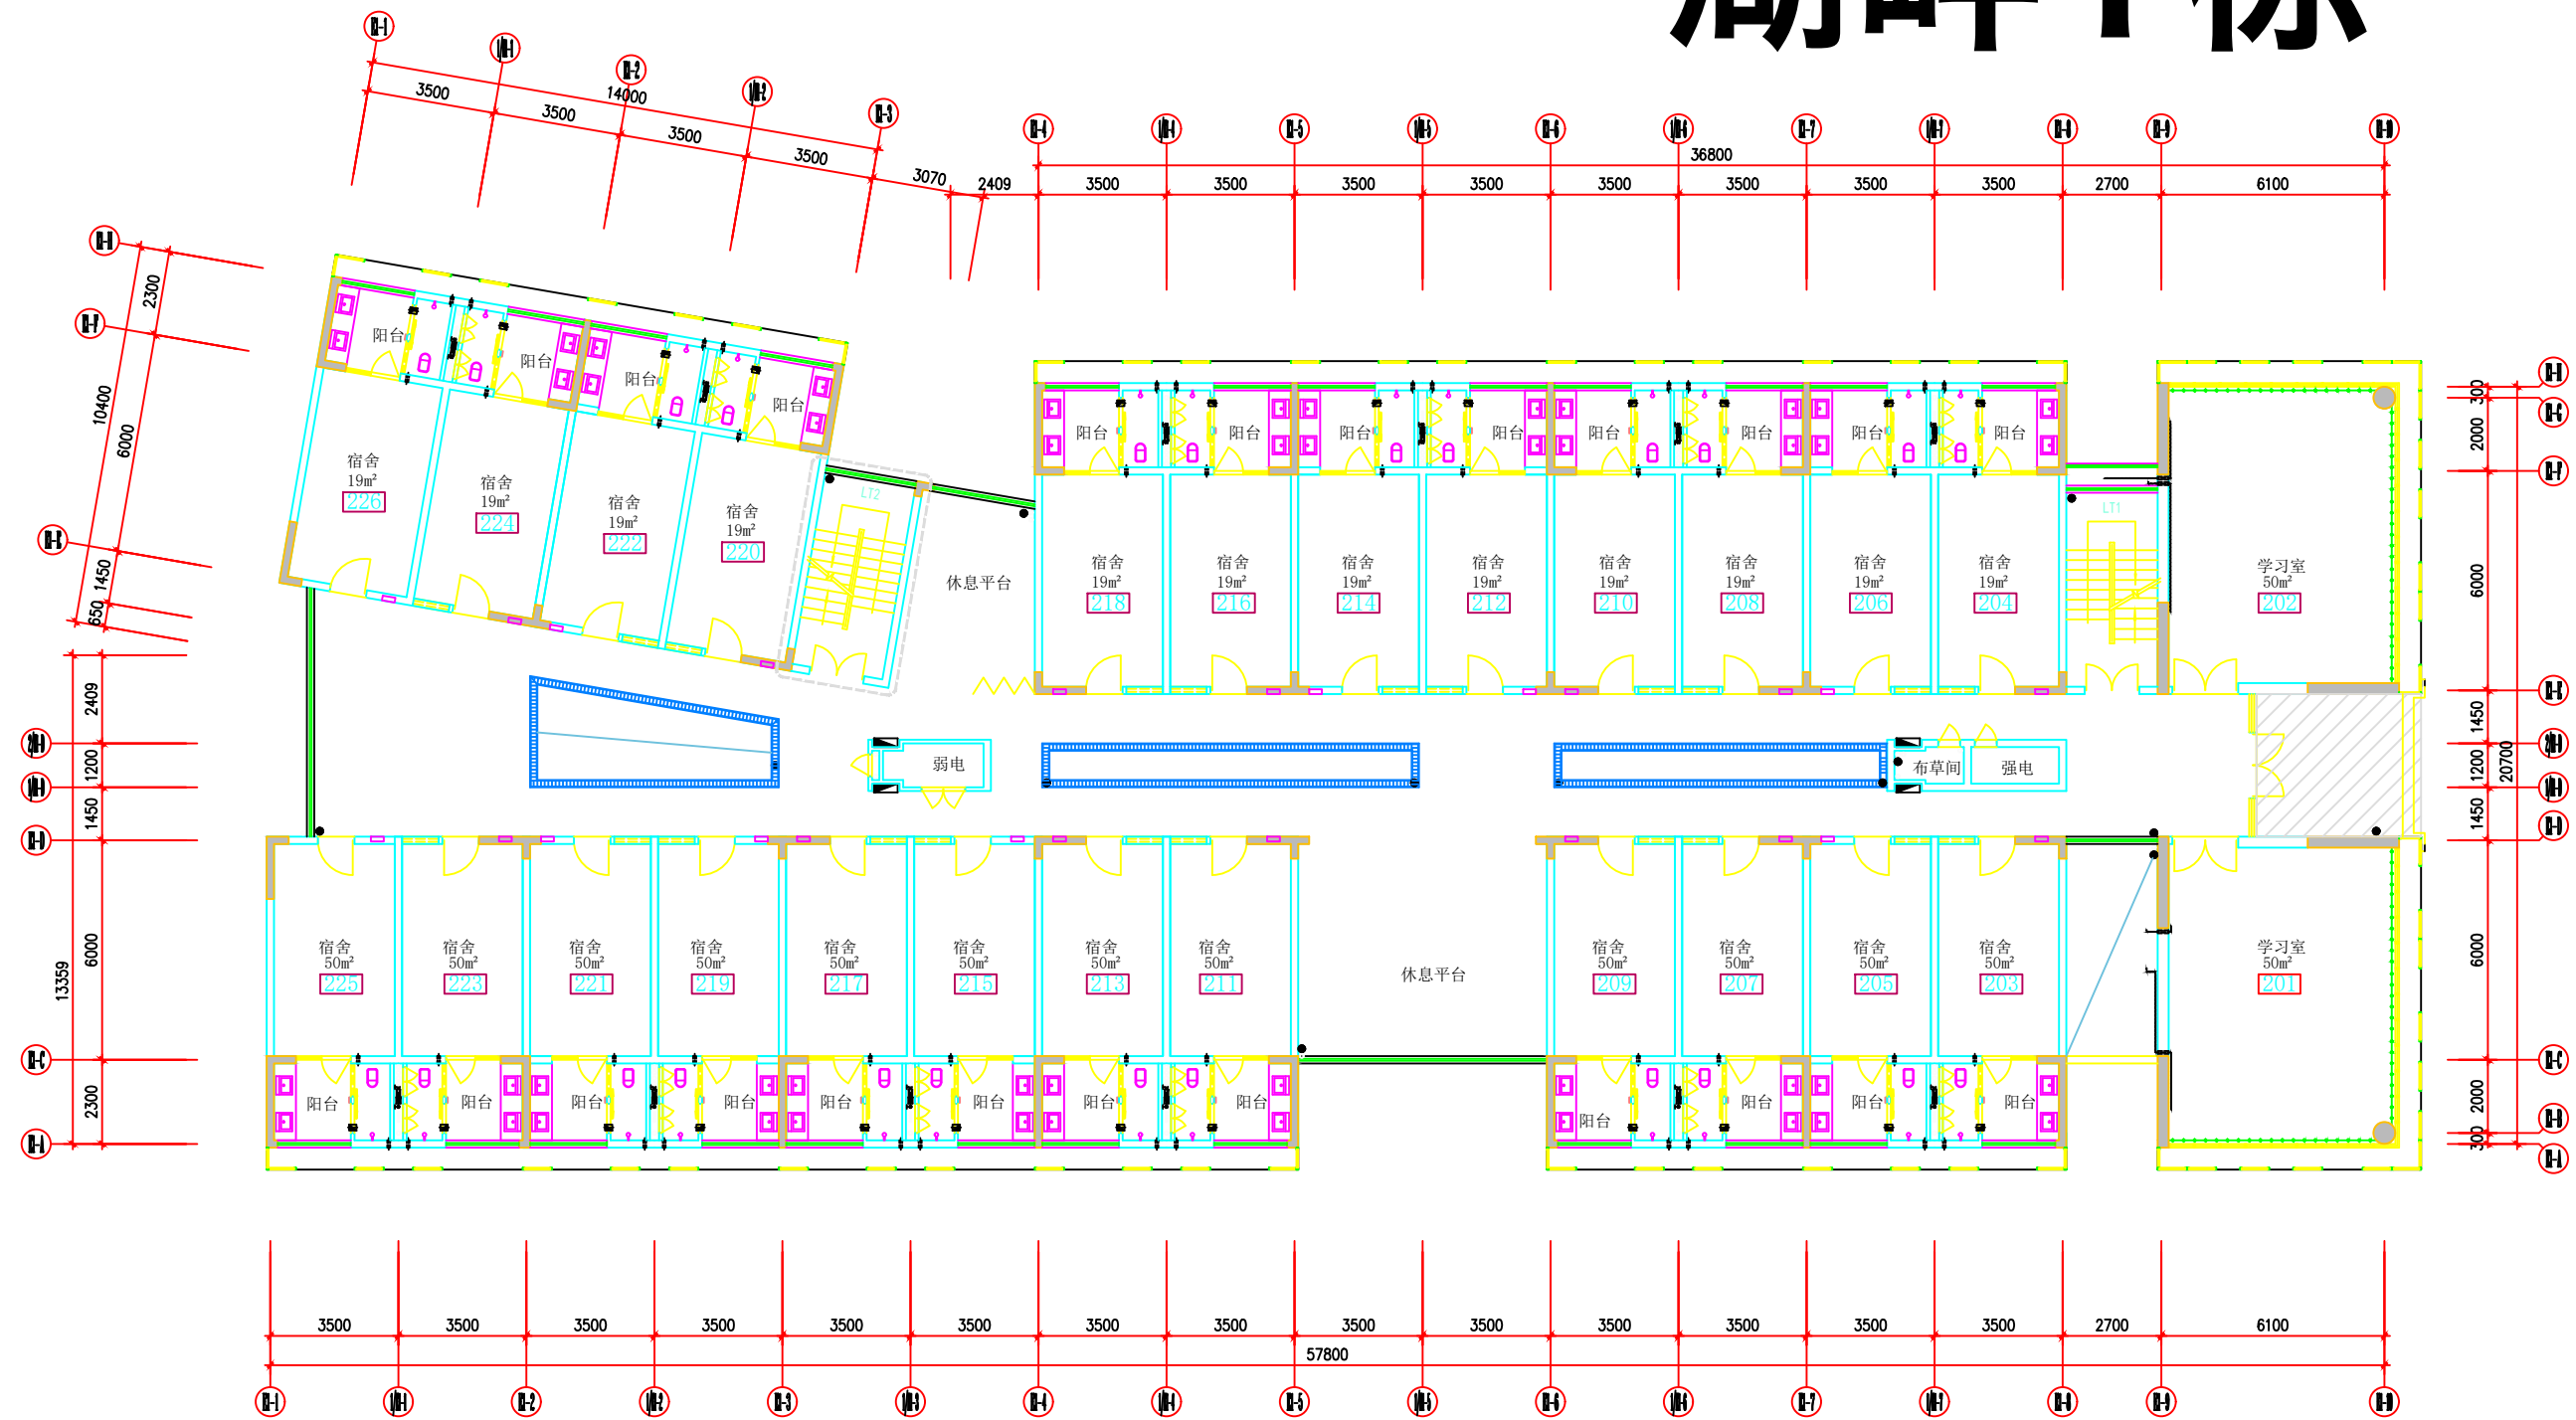 3500
14000
3500
3500
3500
3070
2409
36800
3500
3500
3500
3500
3500
3500
3500
3500
2700
6100
2300
10400
6000
1450
650
阳台
阳台
阳台
阳台
宿舍
19m²
226
宿舍
19m²
224
宿舍
19m²
222
宿舍
19m²
220
LT2
休息平台
阳台
阳台
阳台
阳台
阳台
阳台
阳台
阳台
宿舍
19m²
218
宿舍
19m²
216
宿舍
19m²
214
宿舍
19m²
212
宿舍
19m²
210
宿舍
19m²
208
宿舍
19m²
206
宿舍
19m²
204
LT1
学习室
50m²
202
300
2000
6000
1450
1200
20700
1450
6000
2000
300
2409
1200
1450
13359
6000
2300
弱电
布草间
强电
宿舍
50m²
225
宿舍
50m²
223
宿舍
50m²
221
宿舍
50m²
219
宿舍
50m²
217
宿舍
50m²
215
宿舍
50m²
213
宿舍
50m²
211
休息平台
宿舍
50m²
209
宿舍
50m²
207
宿舍
50m²
205
宿舍
50m²
203
学习室
50m²
201
阳台
阳台
阳台
阳台
阳台
阳台
阳台
阳台
阳台
阳台
阳台
阳台
3500
3500
3500
3500
3500
3500
3500
3500
3500
3500
3500
3500
3500
3500
2700
6100
57800